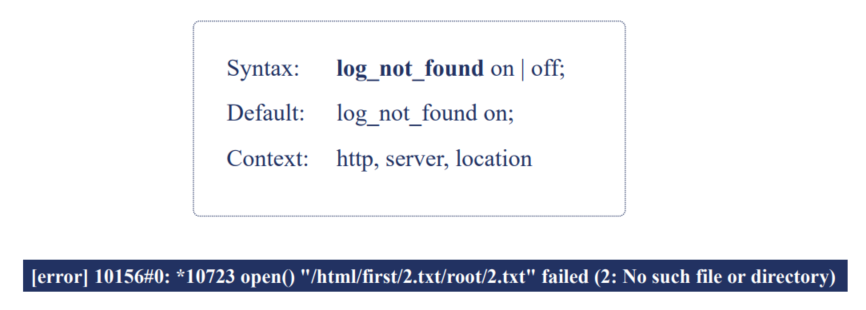 Syntax: log_not_found on | off;
Default: log_not_found on;
Context: http, server, location
[error] 10156#0: *10723 open() "/html/first/2.txt/root/2.txt" failed (2: No such file or directory)